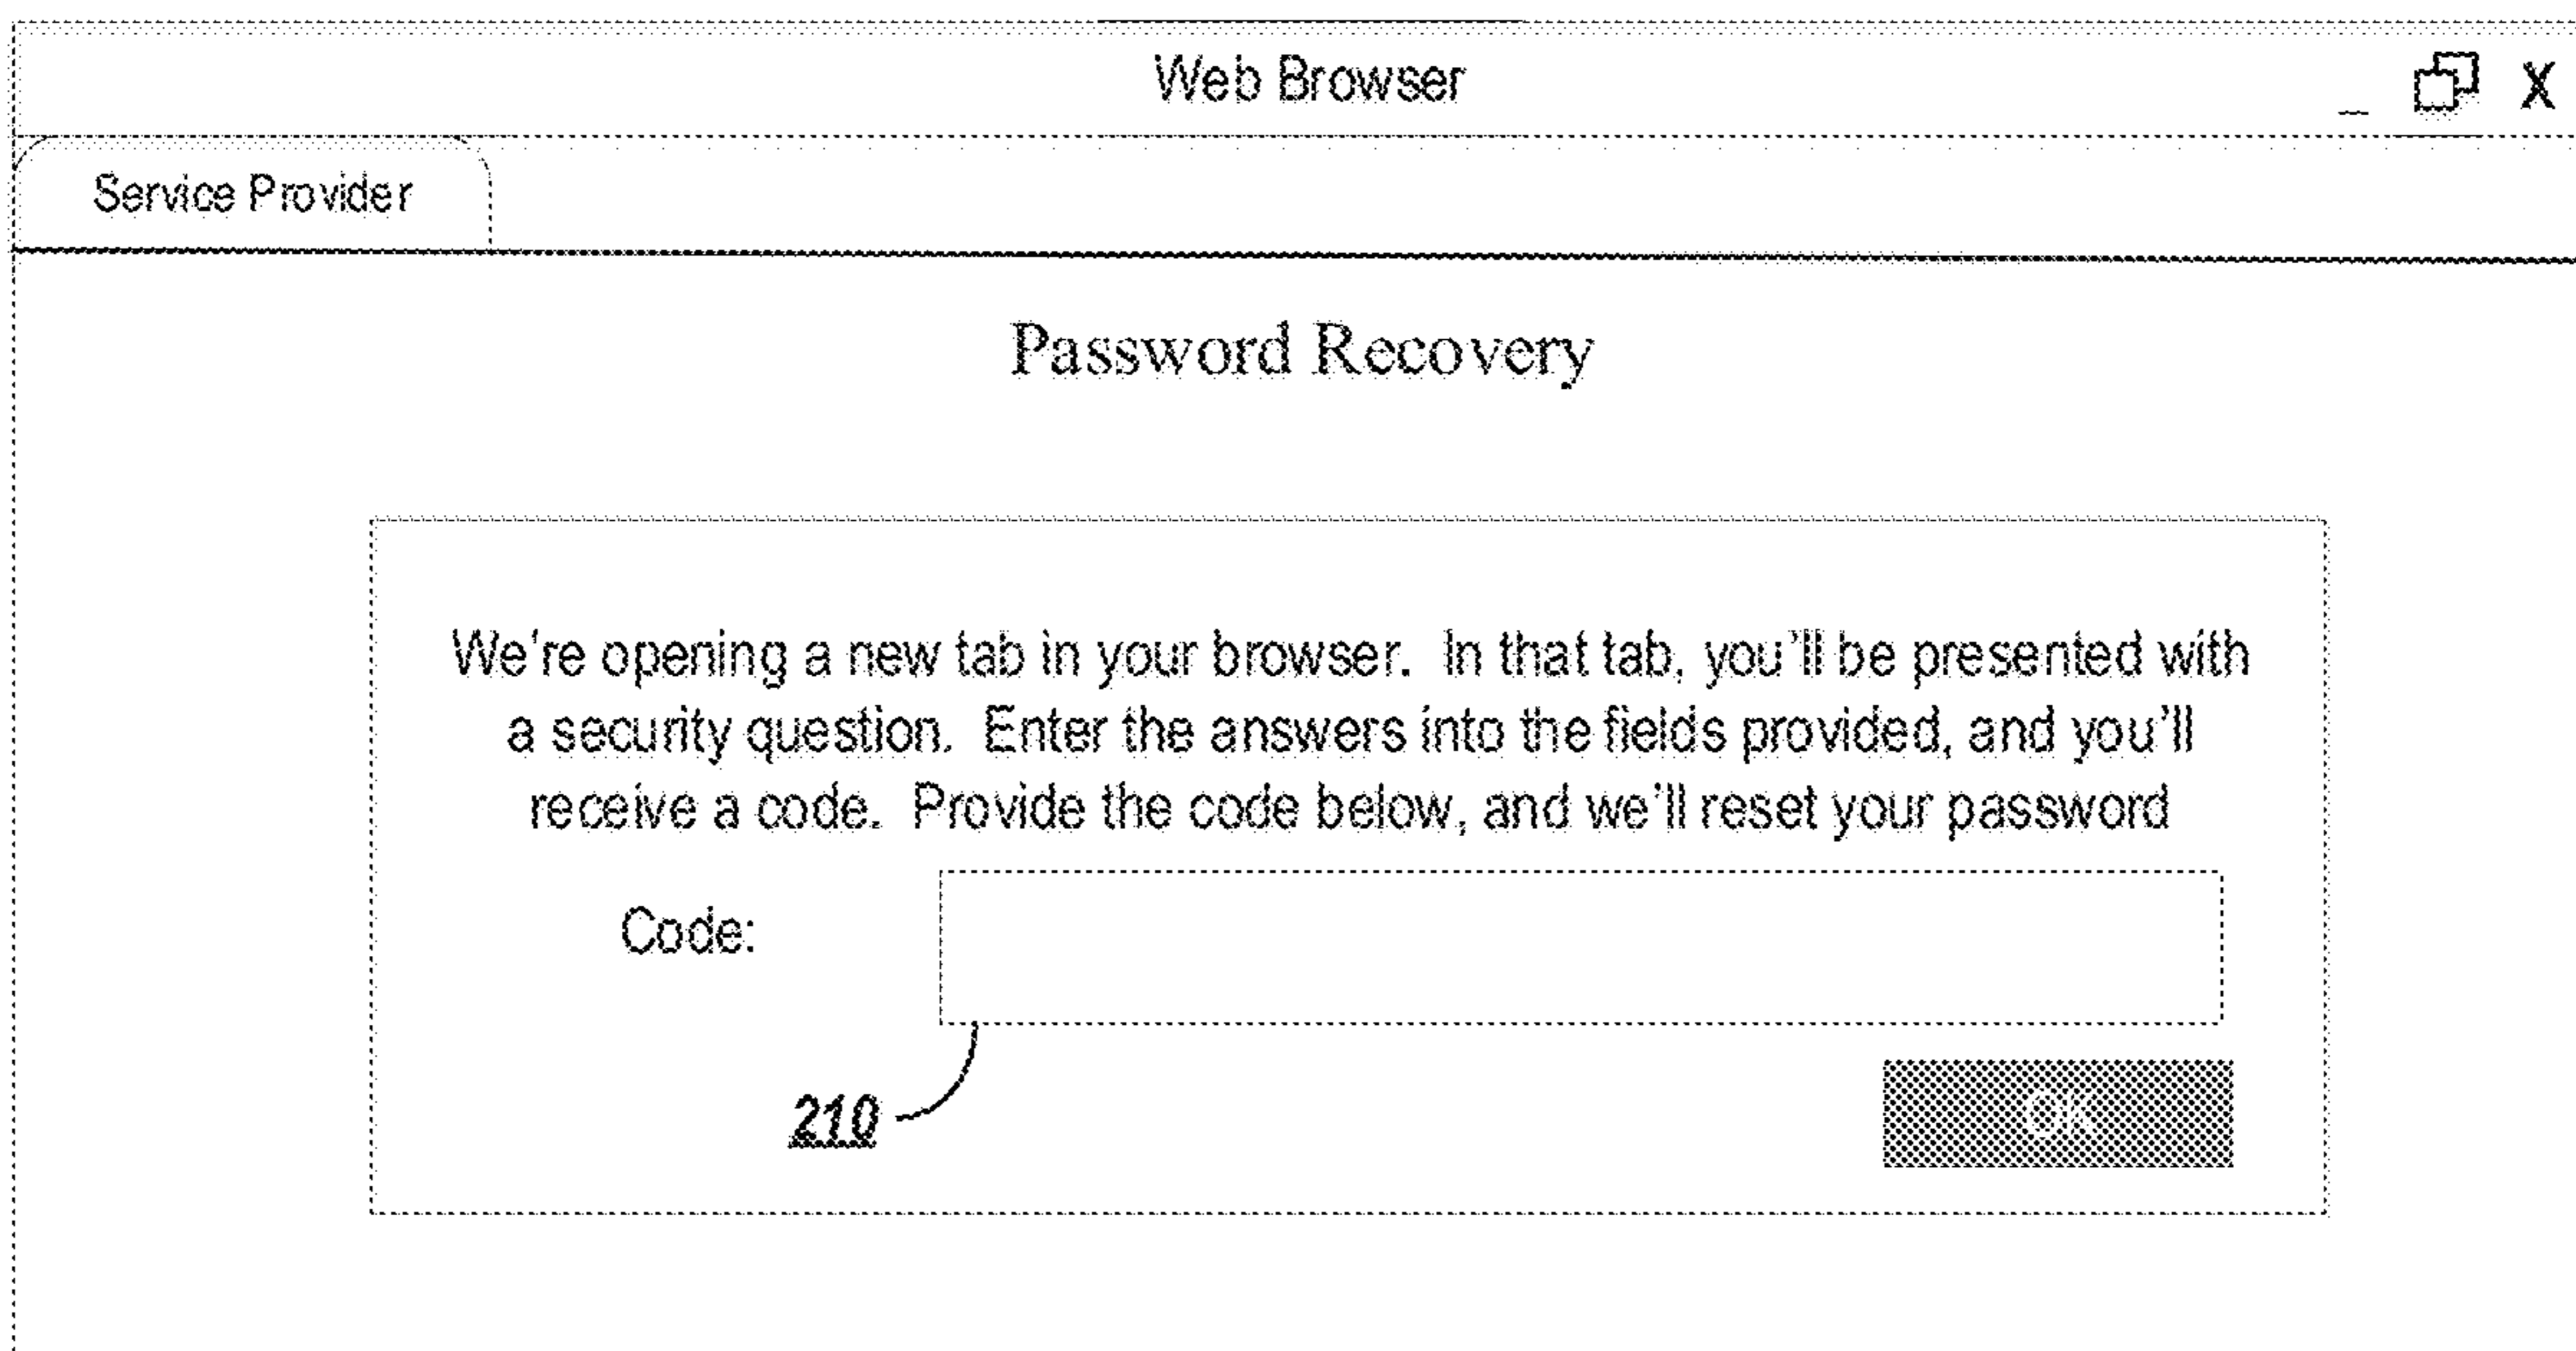 Web Browser _ X
Service Provider
Password Recovery
We're opening a new tab in your browser. In that tab, you'll be presented with
a security question. Enter the answers into the fields provided, and you'll
receive a code. Provide the code below, and we'll reset your password
Code:
210
OK